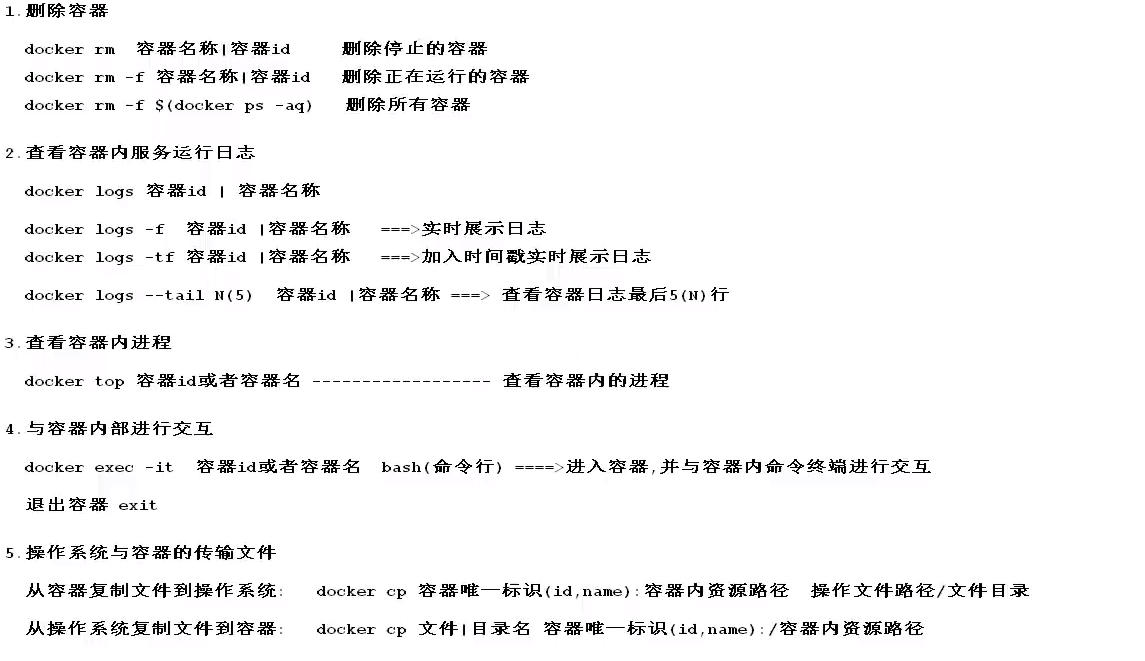 1.删除容器
docker rm  容器名称|容器id     删除停止的容器
docker rm -f 容器名称|容器id   删除正在运行的容器
docker rm -f $(docker ps -aq)   删除所有容器
2.查看容器内服务运行日志
docker logs 容器id | 容器名称
docker logs -f  容器id |容器名称   ===>实时展示日志
docker logs -tf 容器id |容器名称   ===>加入时间戳实时展示日志
docker logs --tail N(5)  容器id |容器名称 ===> 查看容器日志最后5(N)行
3.查看容器内进程
docker top 容器id或者容器名 ------------------ 查看容器内的进程
4.与容器内部进行交互
docker exec -it  容器id或者容器名  bash(命令行) ====>进入容器,并与容器内命令终端进行交互
退出容器 exit
5.操作系统与容器的传输文件
从容器复制文件到操作系统:   docker cp 容器唯一标识(id,name):容器内资源路径  操作文件路径/文件目录
从操作系统复制文件到容器:   docker cp 文件|目录名 容器唯一标识(id,name):/容器内资源路径